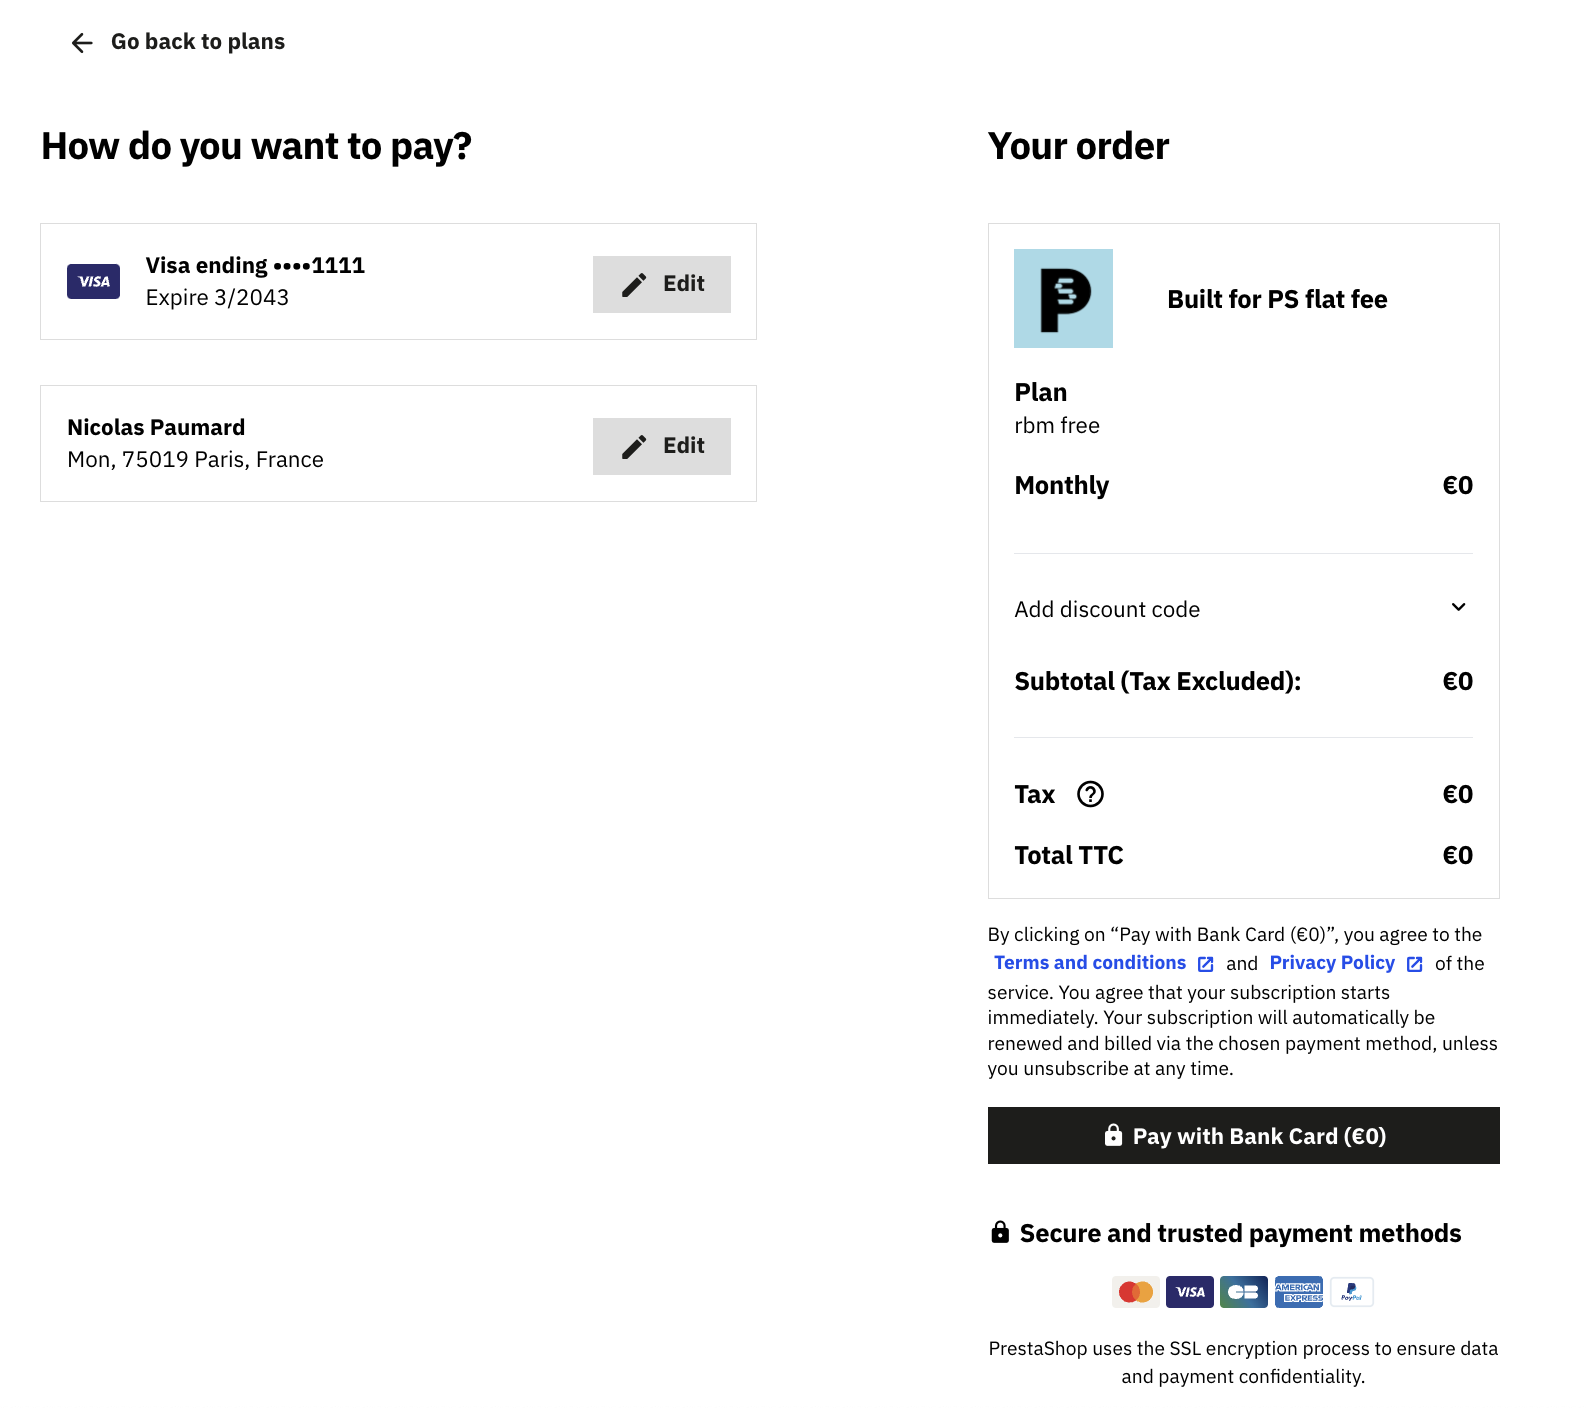 Go back to plans
How do you want to pay?
VISA
Visa ending ••••1111
Expire 3/2043
Edit
Nicolas Paumard
Mon, 75019 Paris, France
Edit
Your order
Built for PS flat fee
Plan
rbm free
Monthly €0
Add discount code
Subtotal (Tax Excluded): €0
Tax €0
Total TTC €0
By clicking on “Pay with Bank Card (€0)”, you agree to the
Terms and conditions and Privacy Policy of the
service. You agree that your subscription starts
immediately. Your subscription will automatically be
renewed and billed via the chosen payment method, unless
you unsubscribe at any time.
Pay with Bank Card (€0)
Secure and trusted payment methods
VISA CB AMERICAN EXPRESS PayPal
PrestaShop uses the SSL encryption process to ensure data
and payment confidentiality.